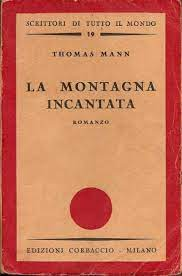 SCRITTORI DI TUTTO IL MONDO
19
THOMAS MANN
LA MONTAGNA
INCANTATA
ROMANZO
EDIZIONI CORBACCIO - MILANO